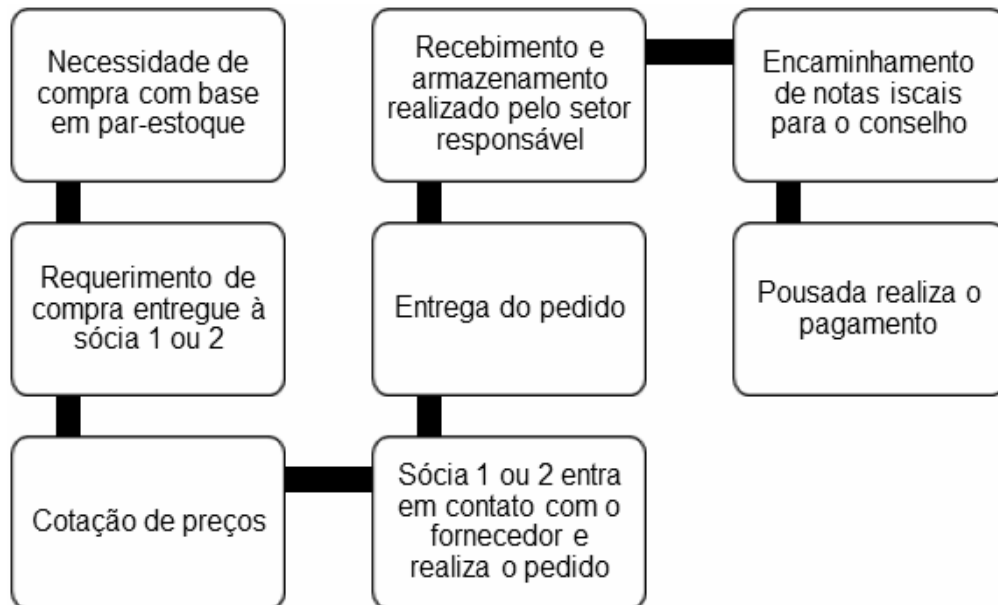 Necessidade de
compra com base
em par-estoque
Requerimento de
compra entregue à
sócia 1 ou 2
Cotação de preços
Sócia 1 ou 2 entra
em contato com o
fornecedor e
realiza o pedido
Entrega do pedido
Recebimento e
armazenamento
realizado pelo setor
responsável
Encaminhamento
de notas iscais
para o conselho
Pousada realiza o
pagamento